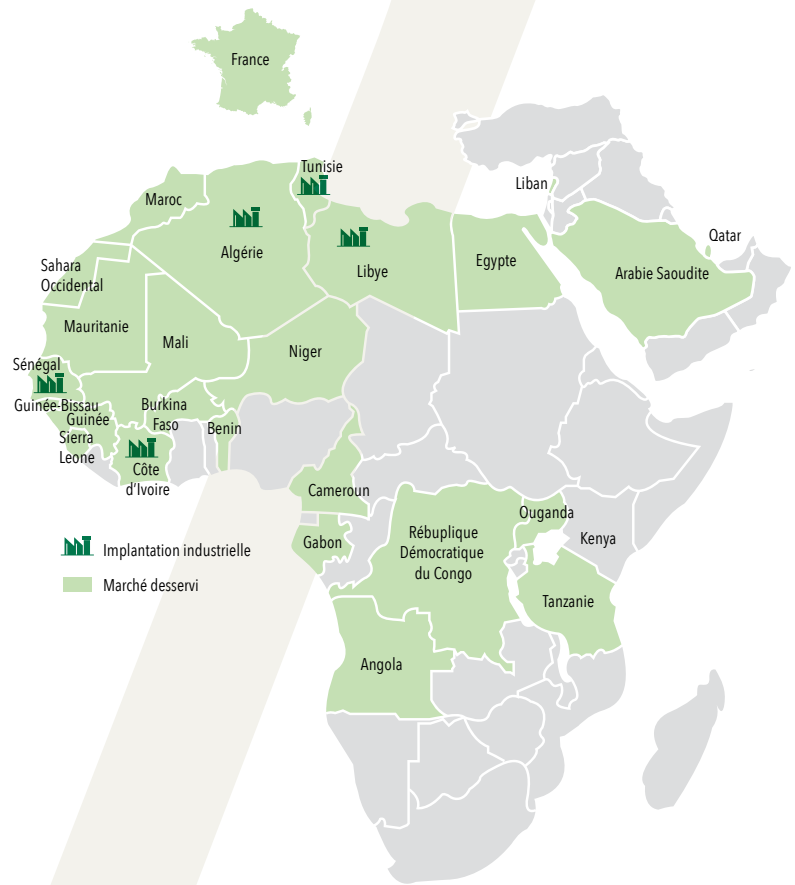 France
Tunisie
Maroc
Liban
Algérie
Qatar
Libye
Egypte
Arabie Saoudite
Sahara
Occidental
Mauritanie
Mali
Niger
Sénégal
Guinée-Bissau
Burkina
Faso
Guinée
Benin
Sierra
Leone
Côte
d'Ivoire
Cameroun
Ouganda
Rébuplique
Démocratique
du Congo
Kenya
Gabon
Implantation industrielle
Marché desservi
Tanzanie
Angola